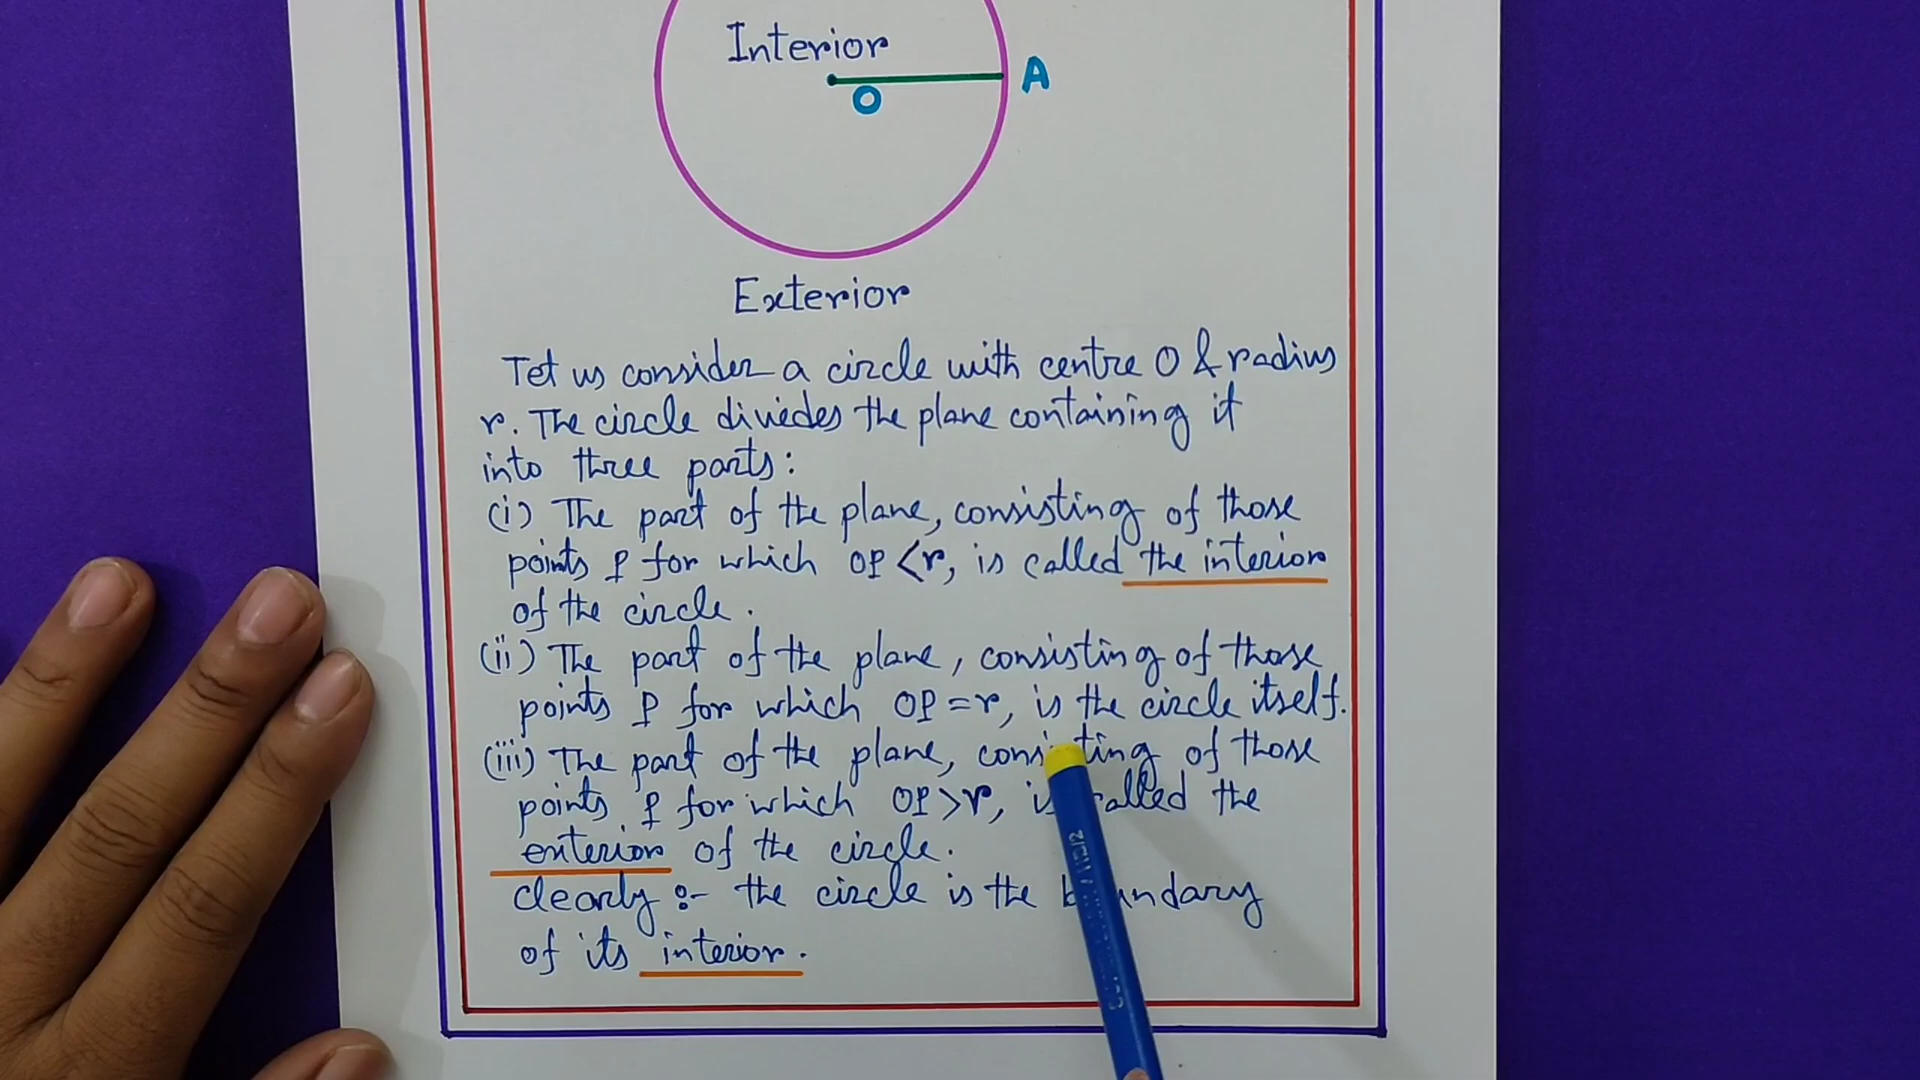 Interior
A
O
Exterior
Tet us consider a circle with centre O & radius
r. The circle divides the plane containing it
into three parts:
(i) The part of the plane, consisting of those
points P for which OP < r, is called the interior
of the circle.
(ii) The part of the plane, consisting of those
points P for which OP = r, is the circle itself.
(iii) The part of the plane, consisting of those
points P for which OP > r, is called the
exterior of the circle.
clearly :- the circle is the boundary
of its interior.